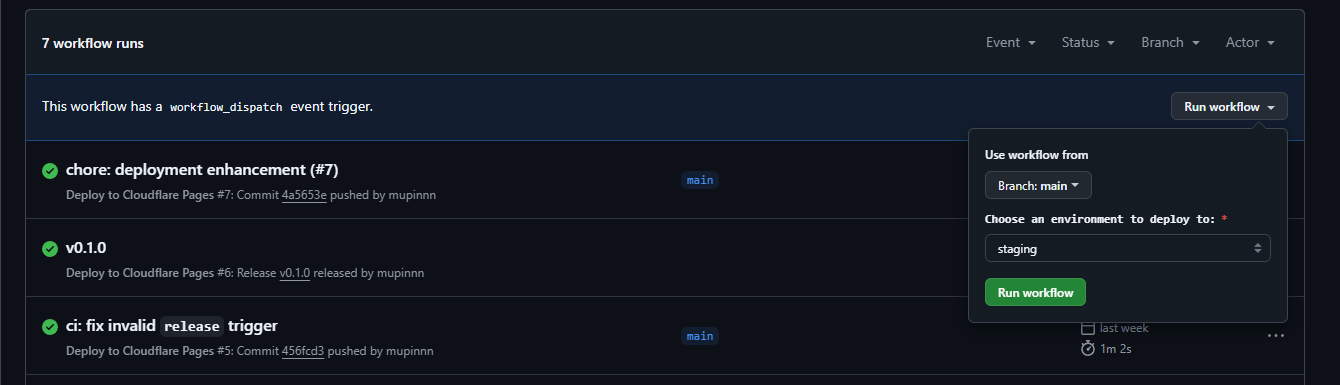 7 workflow runs
Event Status Branch Actor
This workflow has a workflow_dispatch event trigger.
Run workflow
Use workflow from
Branch: main
Choose an environment to deploy to: *
staging
Run workflow
chore: deployment enhancement (#7)
main
Deploy to Cloudflare Pages #7: Commit 4a5653e pushed by mupinnn
v0.1.0
Deploy to Cloudflare Pages #6: Release v0.1.0 released by mupinnn
ci: fix invalid release trigger
main
last week
Deploy to Cloudflare Pages #5: Commit 456fcd3 pushed by mupinnn
1m 2s